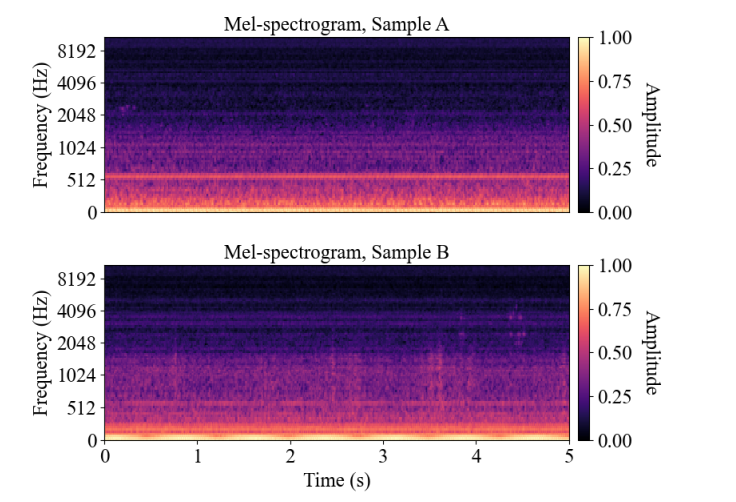 Mel-spectrogram, Sample A
Frequency (Hz)
8192
4096
2048
1024
512
0
1.00
0.75
0.50
0.25
0.00
Amplitude
Mel-spectrogram, Sample B
Frequency (Hz)
8192
4096
2048
1024
512
0
0 1 2 3 4 5
Time (s)
1.00
0.75
0.50
0.25
0.00
Amplitude